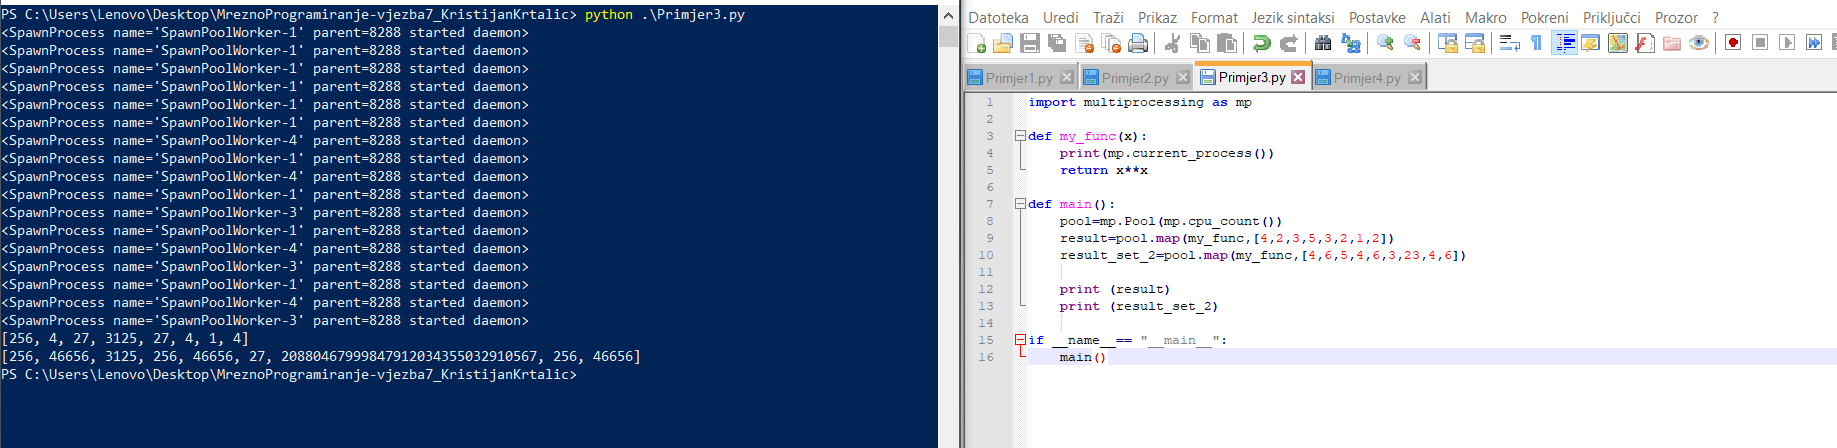 PS C:\Users\Lenovo\Desktop\MreznoProgramiranje-vjezba7_KristijanKrtalic> python .\Primjer3.py
<SpawnProcess name='SpawnPoolWorker-1' parent=8288 started daemon>
<SpawnProcess name='SpawnPoolWorker-1' parent=8288 started daemon>
<SpawnProcess name='SpawnPoolWorker-1' parent=8288 started daemon>
<SpawnProcess name='SpawnPoolWorker-1' parent=8288 started daemon>
<SpawnProcess name='SpawnPoolWorker-1' parent=8288 started daemon>
<SpawnProcess name='SpawnPoolWorker-1' parent=8288 started daemon>
<SpawnProcess name='SpawnPoolWorker-4' parent=8288 started daemon>
<SpawnProcess name='SpawnPoolWorker-1' parent=8288 started daemon>
<SpawnProcess name='SpawnPoolWorker-4' parent=8288 started daemon>
<SpawnProcess name='SpawnPoolWorker-1' parent=8288 started daemon>
<SpawnProcess name='SpawnPoolWorker-3' parent=8288 started daemon>
<SpawnProcess name='SpawnPoolWorker-1' parent=8288 started daemon>
<SpawnProcess name='SpawnPoolWorker-4' parent=8288 started daemon>
<SpawnProcess name='SpawnPoolWorker-3' parent=8288 started daemon>
<SpawnProcess name='SpawnPoolWorker-1' parent=8288 started daemon>
<SpawnProcess name='SpawnPoolWorker-4' parent=8288 started daemon>
<SpawnProcess name='SpawnPoolWorker-3' parent=8288 started daemon>
[256, 4, 27, 3125, 27, 4, 1, 4]
[256, 46656, 3125, 256, 46656, 27, 20880467999847912034355032910567, 256, 46656]
PS C:\Users\Lenovo\Desktop\MreznoProgramiranje-vjezba7_KristijanKrtalic>
Datoteka Uredi Traži Prikaz Format Jezik sintaksi Postavke Alati Makro Pokreni Priključci Prozor ?
Primjer1.py Primjer2.py Primjer3.py Primjer4.py
1 import multiprocessing as mp
2
3 def my_func(x):
4 print(mp.current_process())
5 return x**x
6
7 def main():
8 pool=mp.Pool(mp.cpu_count())
9 result=pool.map(my_func,[4,2,3,5,3,2,1,2])
10 result_set_2=pool.map(my_func,[4,6,5,4,6,3,23,4,6])
11
12 print (result)
13 print (result_set_2)
14
15 if __name__== "__main__":
16 main()